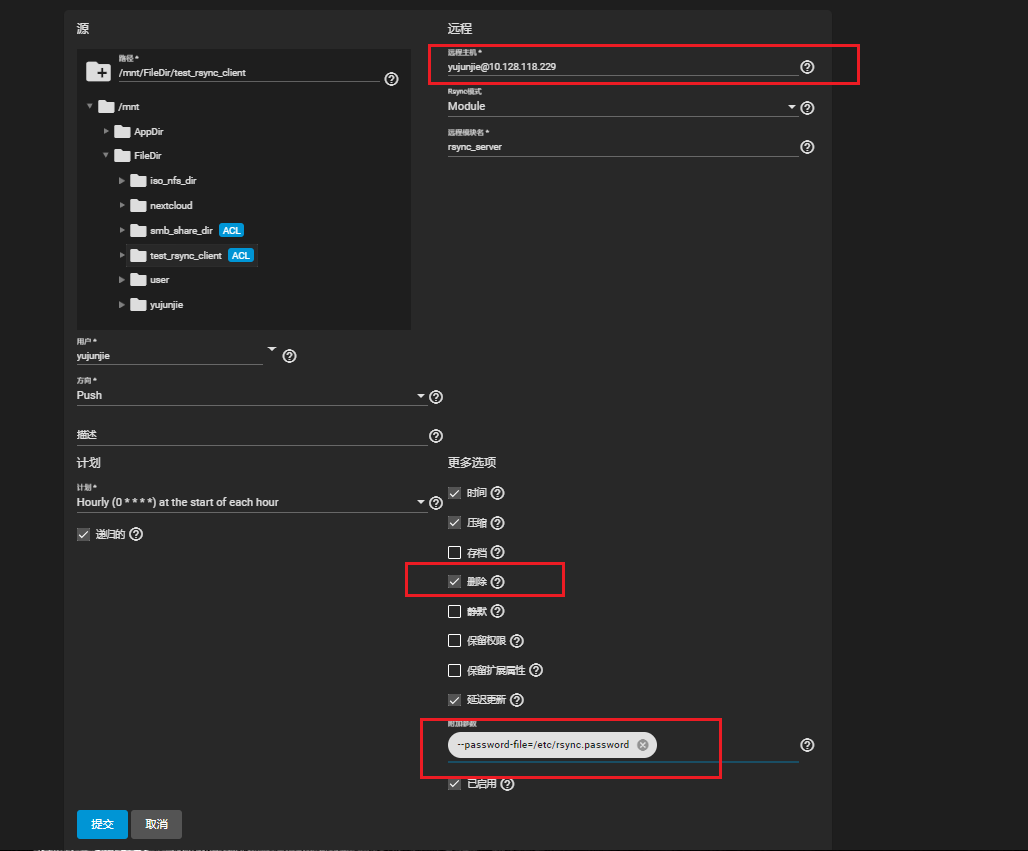 源
路径 *
/mnt/FileDir/test_rsync_client
/mnt
AppDir
FileDir
iso_nfs_dir
nextcloud
smb_share_dir ACL
test_rsync_client ACL
user
yujunjie
用户 *
yujunjie
方向 *
Push
描述
计划
计划 *
Hourly (0 * * * *) at the start of each hour
递归的
远程
远程主机 *
yujunjie@10.128.118.229
Rsync模式
Module
远程模块名 *
rsync_server
更多选项
时间
压缩
存档
删除
静默
保留权限
保留扩展属性
延迟更新
附加参数
--password-file=/etc/rsync.password
已启用
提交 取消